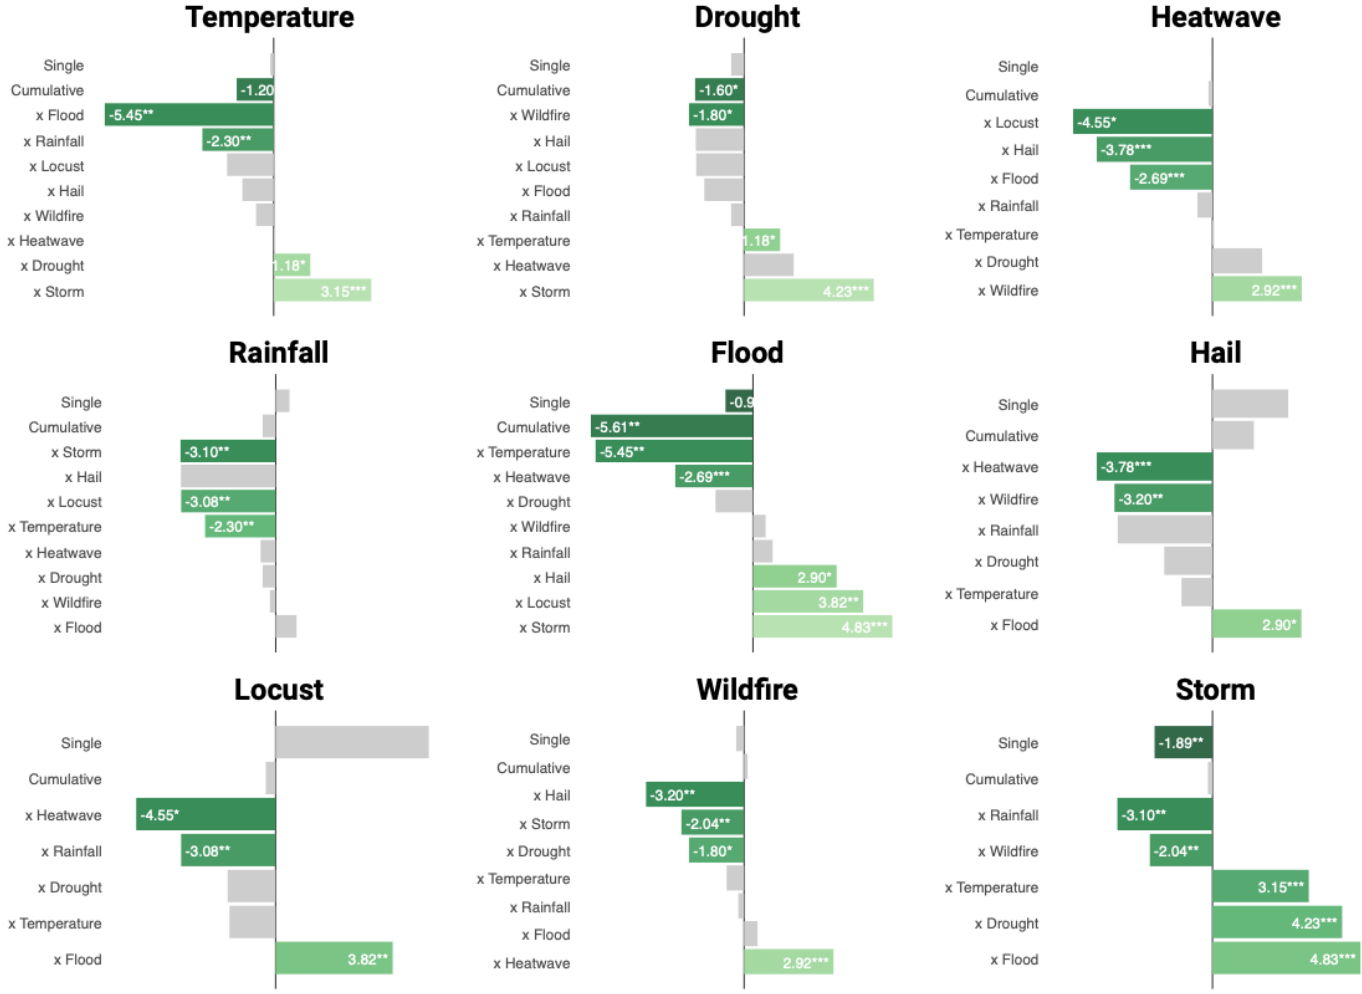 Temperature
Single
Cumulative -1.20
x Flood -5.45**
x Rainfall -2.30**
x Locust
x Hail
x Wildfire
x Heatwave
x Drought 1.18*
x Storm 3.15***
Drought
Single
Cumulative -1.60*
x Wildfire -1.80*
x Hail
x Locust
x Flood
x Rainfall
x Temperature 1.18*
x Heatwave
x Storm 4.23***
Heatwave
Single
Cumulative
x Locust -4.55*
x Hail -3.78***
x Flood -2.69***
x Rainfall
x Temperature
x Drought
x Wildfire 2.92***
Rainfall
Single
Cumulative
x Storm -3.10**
x Hail
x Locust -3.08**
x Temperature -2.30**
x Heatwave
x Drought
x Wildfire
x Flood
Flood
Single -0.9
Cumulative -5.61**
x Temperature -5.45**
x Heatwave -2.69***
x Drought
x Wildfire
x Rainfall
x Hail 2.90*
x Locust 3.82**
x Storm 4.83***
Hail
Single
Cumulative
x Heatwave -3.78***
x Wildfire -3.20**
x Rainfall
x Drought
x Temperature
x Flood 2.90*
Locust
Single
Cumulative
x Heatwave -4.55*
x Rainfall -3.08**
x Drought
x Temperature
x Flood 3.82**
Wildfire
Single
Cumulative
x Hail -3.20**
x Storm -2.04**
x Drought -1.80*
x Temperature
x Rainfall
x Flood
x Heatwave 2.92***
Storm
Single -1.89**
Cumulative
x Rainfall -3.10**
x Wildfire -2.04**
x Temperature 3.15***
x Drought 4.23***
x Flood 4.83***